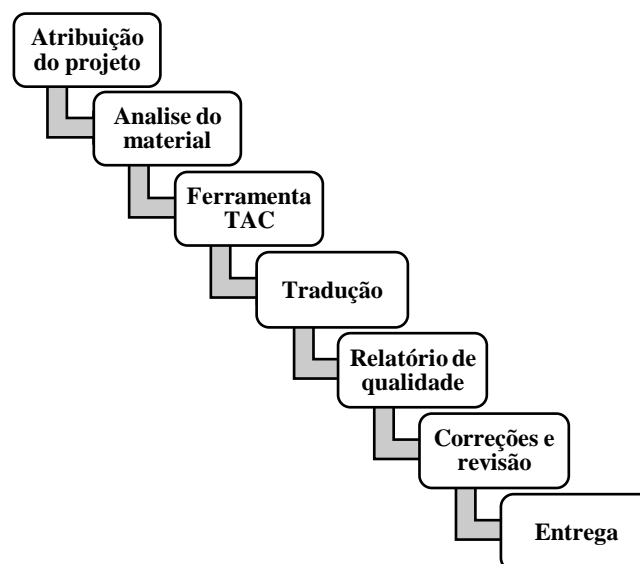 Atribuição
do projeto
Analise do
material
Ferramenta
TAC
Tradução
Relatório de
qualidade
Correções e
revisão
Entrega